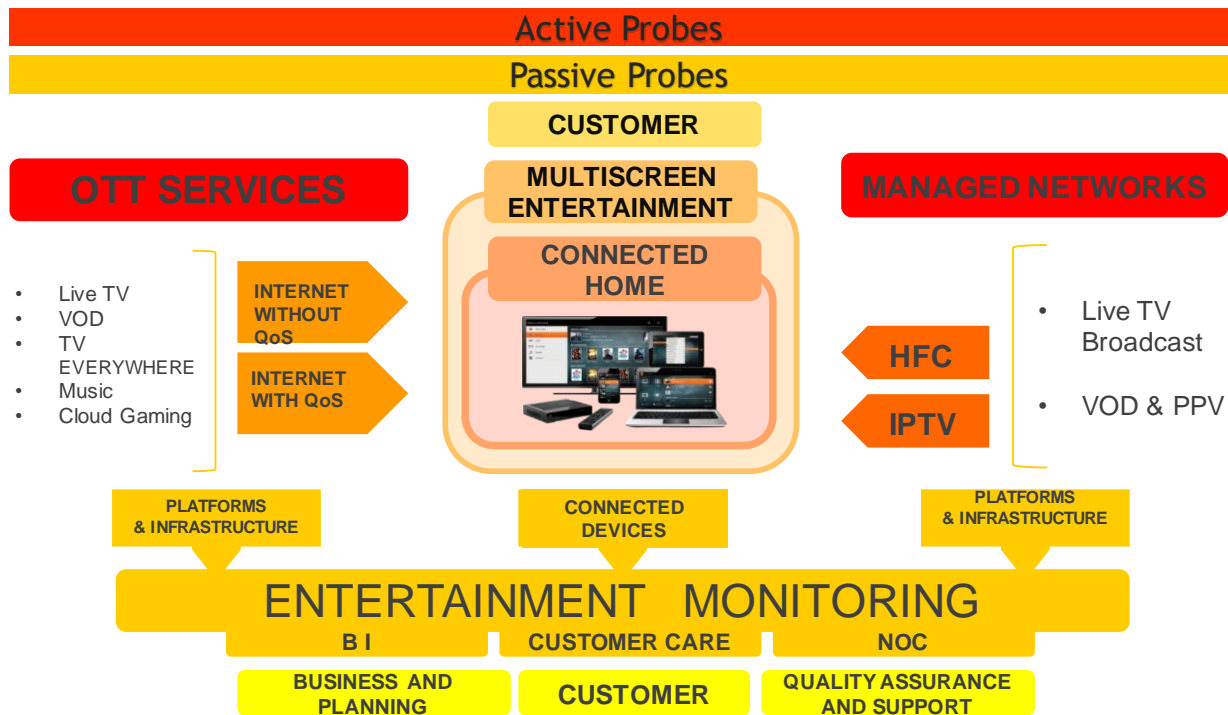 Active Probes
Passive Probes
CUSTOMER
OTT SERVICES
MULTISCREEN
ENTERTAINMENT
MANAGED NETWORKS
CONNECTED
HOME
• Live TV
• VOD
• TV
EVERYWHERE
• Music
• Cloud Gaming
INTERNET
WITHOUT
QoS
INTERNET
WITH QoS
HFC
IPTV
• Live TV
Broadcast
• VOD & PPV
PLATFORMS
& INFRASTRUCTURE
CONNECTED
DEVICES
PLATFORMS
& INFRASTRUCTURE
ENTERTAINMENT MONITORING
B I
CUSTOMER CARE
NOC
BUSINESS AND
PLANNING
CUSTOMER
QUALITY ASSURANCE
AND SUPPORT